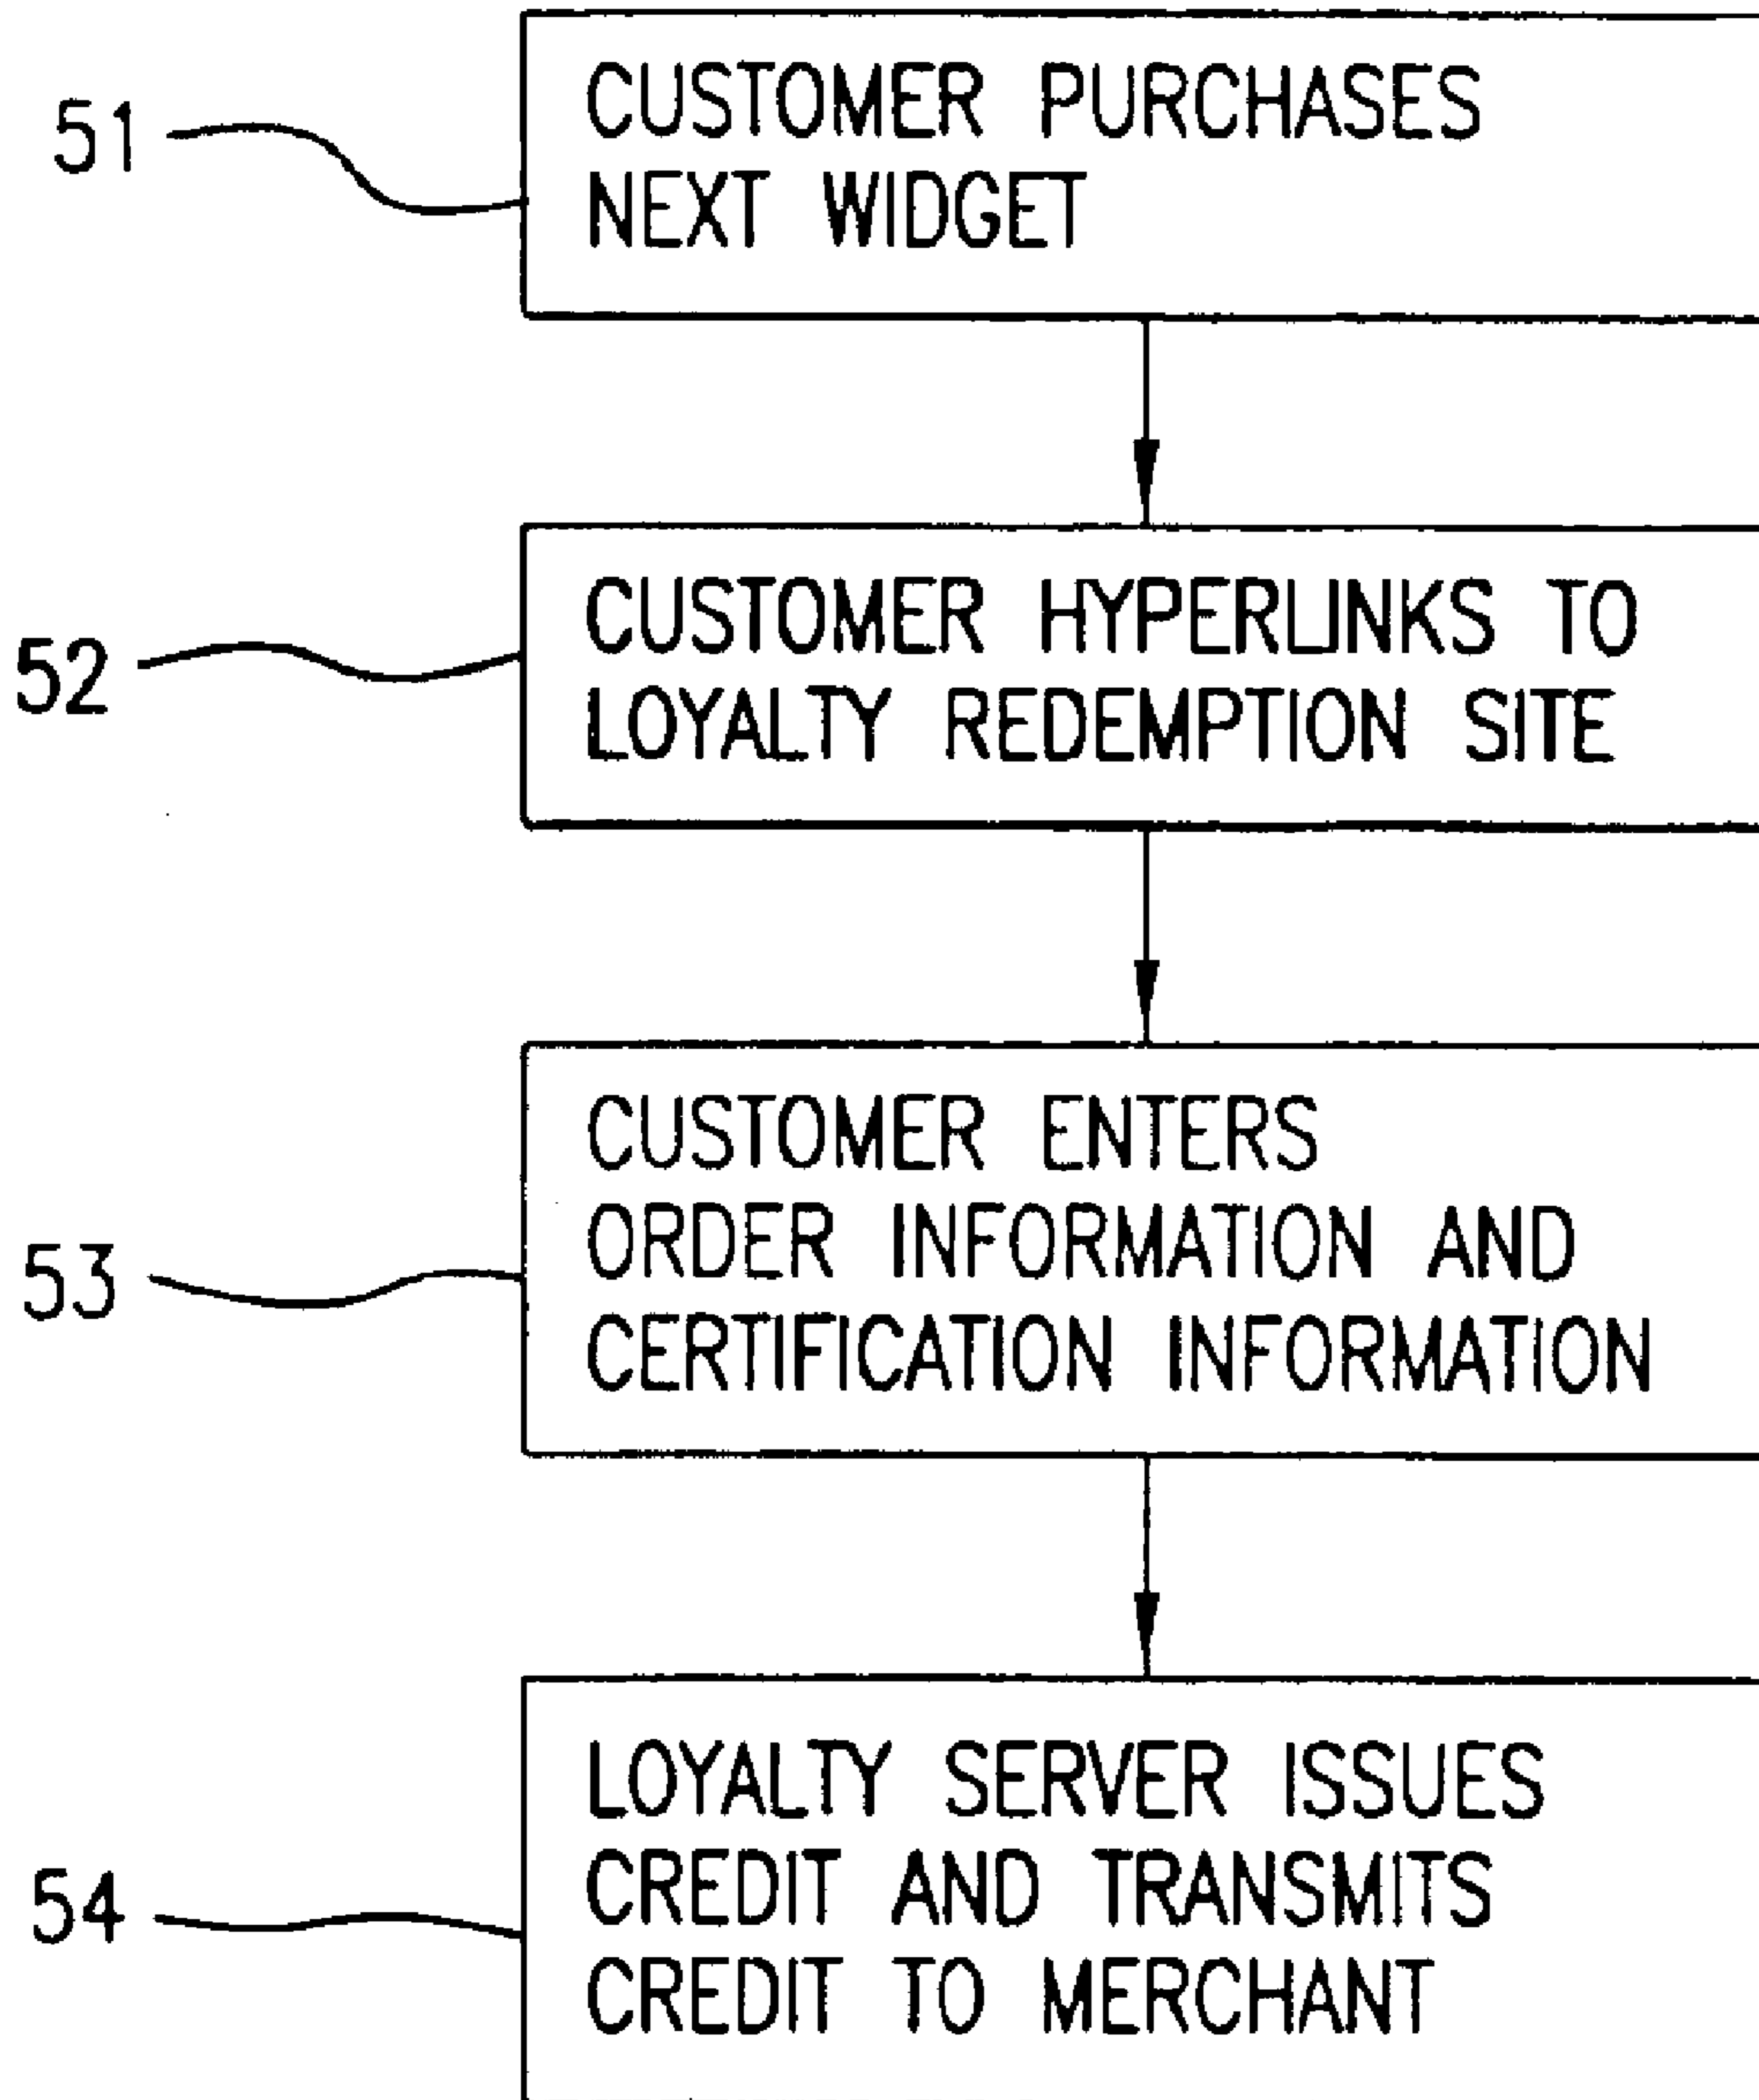 51
CUSTOMER PURCHASES
NEXT WIDGET
52
CUSTOMER HYPERLINKS TO
LOYALTY REDEMPTION SITE
53
CUSTOMER ENTERS
ORDER INFORMATION AND
CERTIFICATION INFORMATION
54
LOYALTY SERVER ISSUES
CREDIT AND TRANSMITS
CREDIT TO MERCHANT